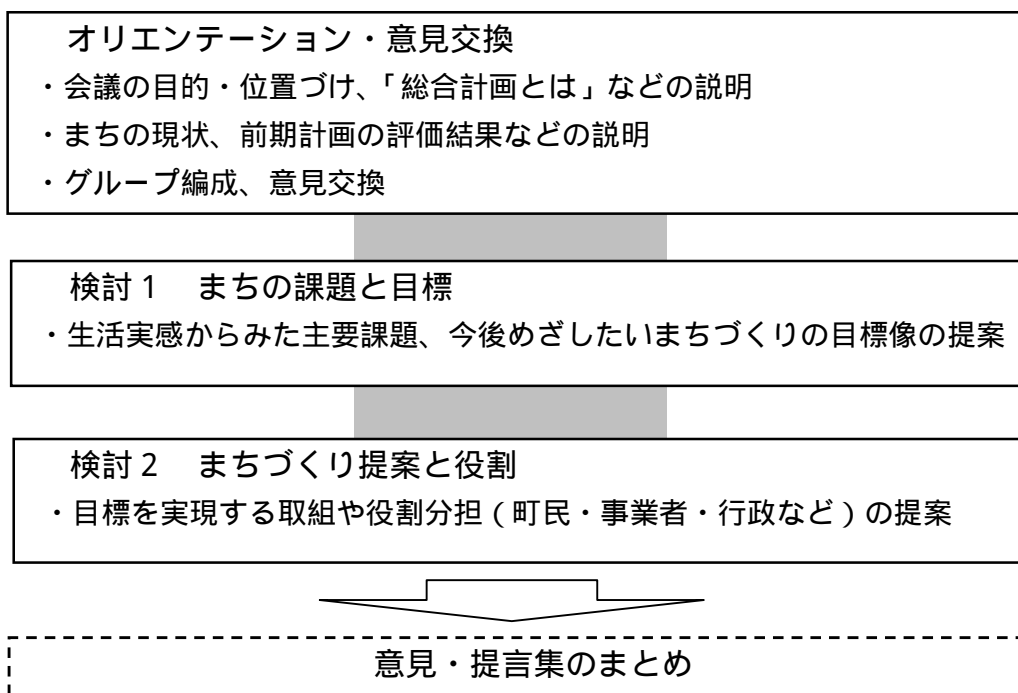 オリエンテーション・意見交換
・会議の目的・位置づけ、「総合計画とは」などの説明
・まちの現状、前期計画の評価結果などの説明
・グループ編成、意見交換
検討1　まちの課題と目標
・生活実感からみた主要課題、今後めざしたいまちづくりの目標像の提案
検討2　まちづくり提案と役割
・目標を実現する取組や役割分担（町民・事業者・行政など）の提案
意見・提言集のまとめ